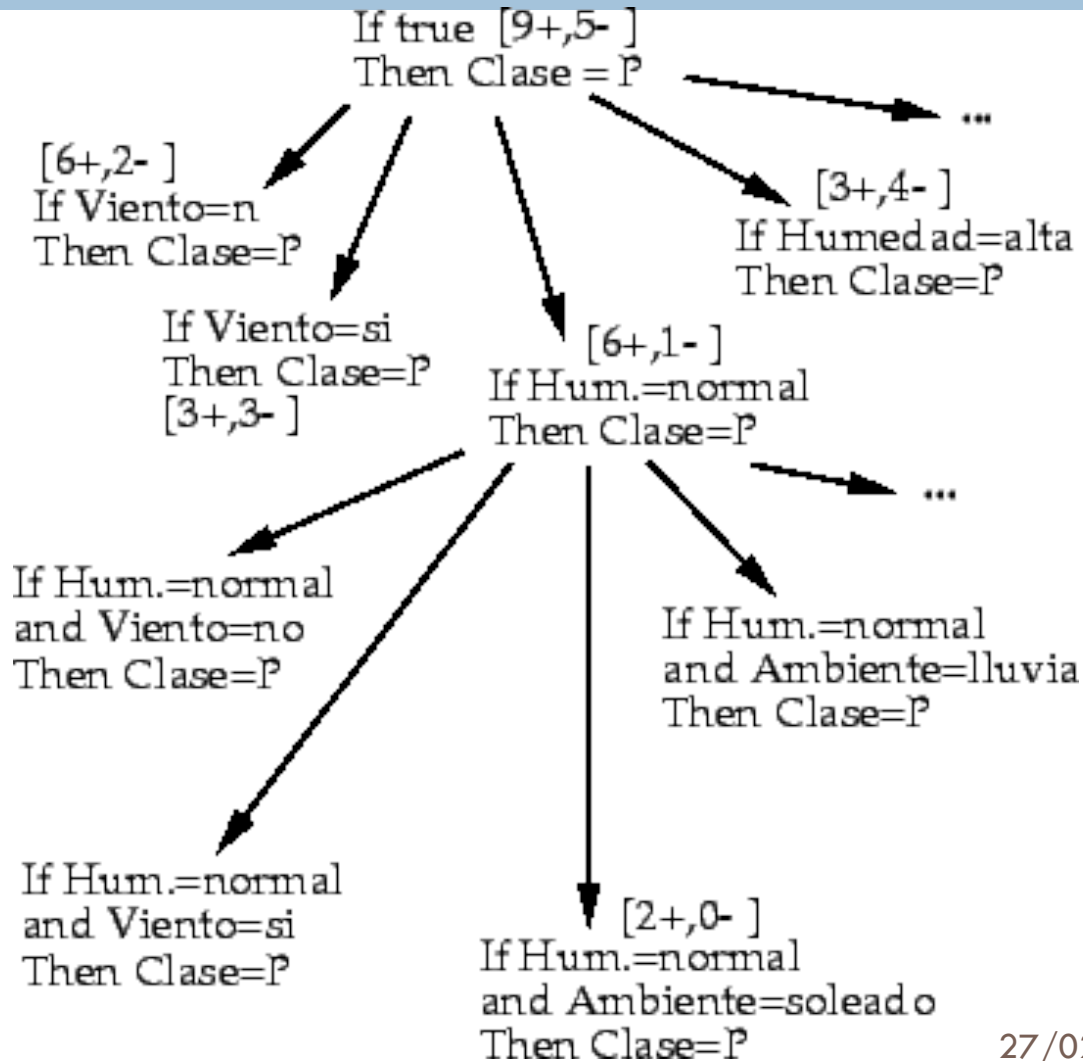 If true [9+,5- ]
Then Clase = P
...
[6+,2- ]
If Viento=n
Then Clase=P
[3+,4- ]
If Humedad=alta
Then Clase=P
If Viento=si
Then Clase=P
[3+,3- ]
[6+,1- ]
If Hum.=normal
Then Clase=P
...
If Hum.=normal
and Viento=no
Then Clase=P
If Hum.=normal
and Ambiente=lluvia
Then Clase=P
If Hum.=normal
and Viento=si
Then Clase=P
[2+,0- ]
If Hum.=normal
and Ambiente=soleado
Then Clase=P